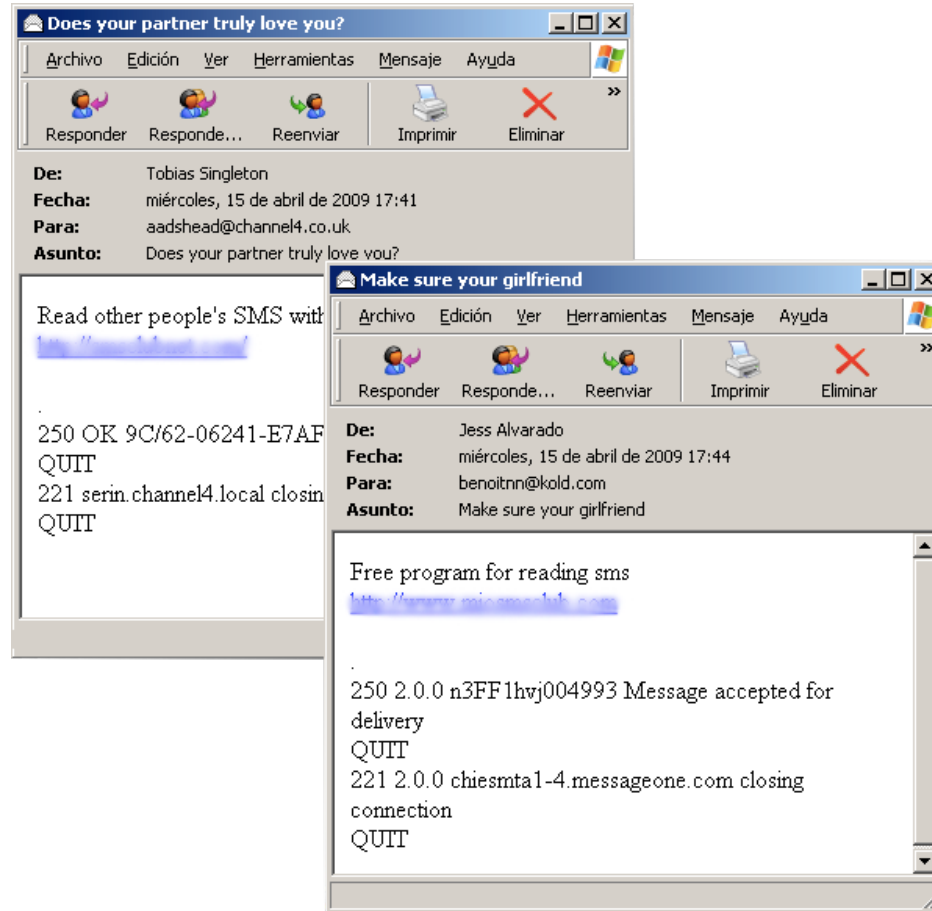 Does your partner truly love you?
Archivo Edición Ver Herramientas Mensaje Ayuda
»
Responder Responde... Reenviar Imprimir Eliminar
De: Tobias Singleton
Fecha: miércoles, 15 de abril de 2009 17:41
Para: aadshead@channel4.co.uk
Asunto: Does your partner truly love you?
Read other people's SMS with
.
250 OK 9C/62-06241-E7AF
QUIT
221 serin.channel4.local closin
QUIT
Make sure your girlfriend
Archivo Edición Ver Herramientas Mensaje Ayuda
»
Responder Responde... Reenviar Imprimir Eliminar
De: Jess Alvarado
Fecha: miércoles, 15 de abril de 2009 17:44
Para: benoitnn@kold.com
Asunto: Make sure your girlfriend
Free program for reading sms
.
250 2.0.0 n3FF1hvj004993 Message accepted for
delivery
QUIT
221 2.0.0 chiesmta1-4.messageone.com closing
connection
QUIT